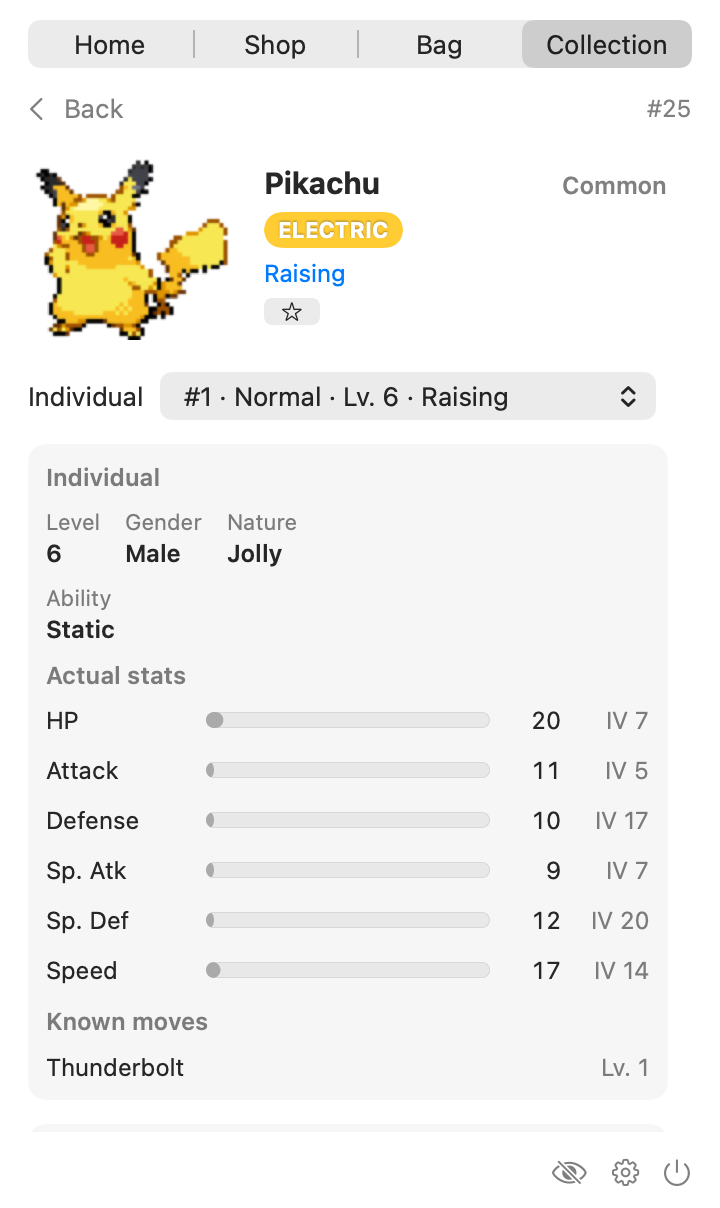 Home Shop Bag Collection
Back #25
Pikachu Common
ELECTRIC
Raising
Individual #1 · Normal · Lv. 6 · Raising
Individual
Level Gender Nature
6 Male Jolly
Ability
Static
Actual stats
HP 20 IV 7
Attack 11 IV 5
Defense 10 IV 17
Sp. Atk 9 IV 7
Sp. Def 12 IV 20
Speed 17 IV 14
Known moves
Thunderbolt Lv. 1